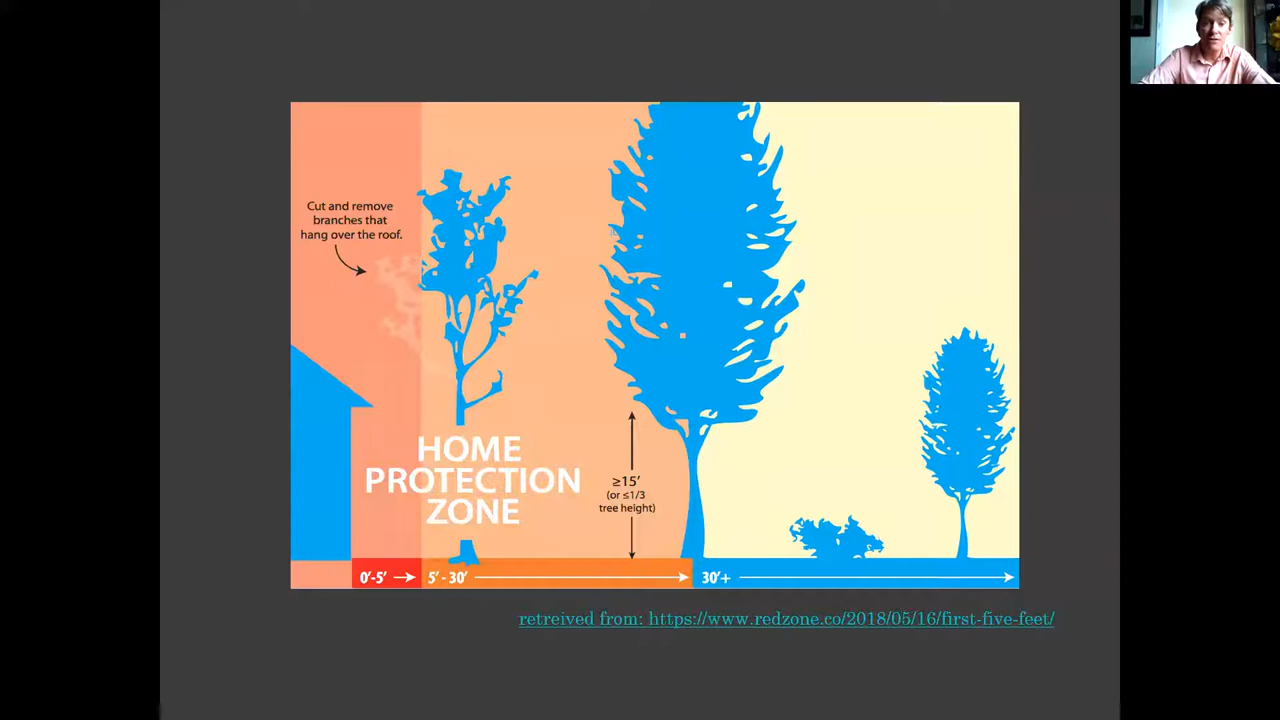 Cut and remove
branches that
hang over the roof.
HOME
PROTECTION
ZONE
≥15'
(or ≤1/3
tree height)
0'-5'
5' - 30'
30'+
retreived from: https://www.redzone.co/2018/05/16/first-five-feet/